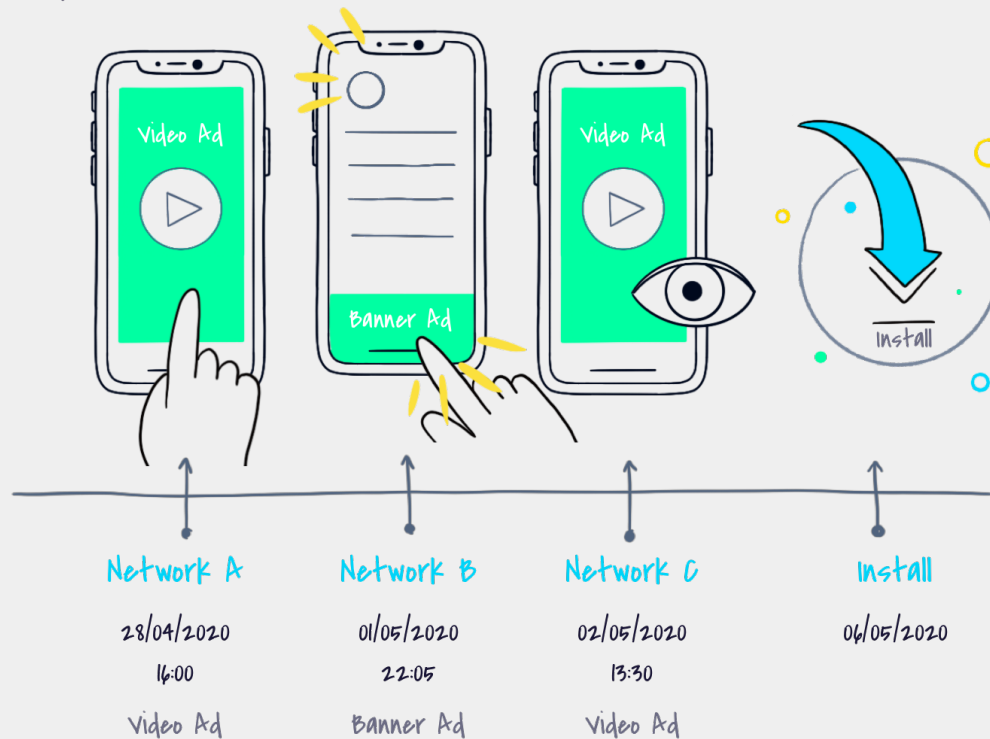 Video Ad
Banner Ad
Video Ad
Install
Network A
28/04/2020
16:00
Video Ad
Network B
01/05/2020
22:05
Banner Ad
Network C
02/05/2020
13:30
Video Ad
Install
06/05/2020